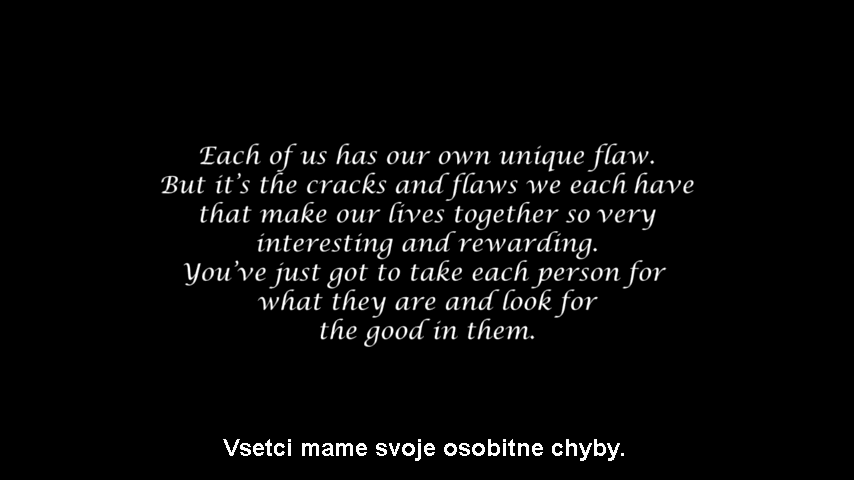 Each of us has our own unique flaw.
But it's the cracks and flaws we each have
that make our lives together so very
interesting and rewarding.
You've just got to take each person for
what they are and look for
the good in them.
Vsetci mame svoje osobitne chyby.